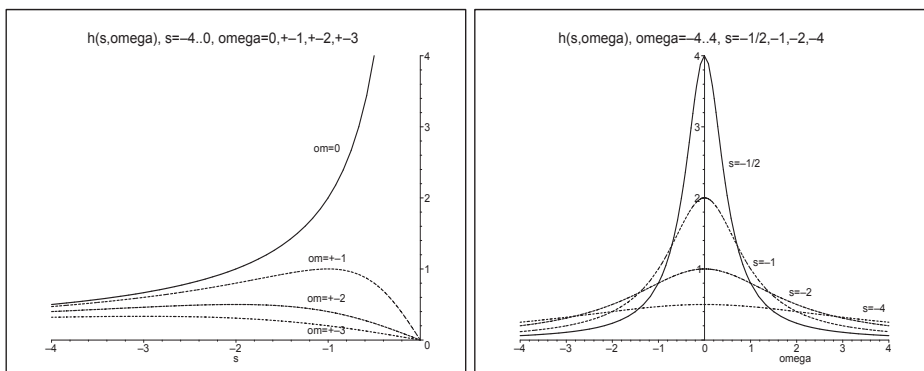 h(s,omega), s=–4..0, omega=0,+–1,+–2,+–3
4
3
om=0
2
om=+–1
1
om=+–2
om=+–3
–4 –3 –2 –1 0
s
h(s,omega), omega=–4..4, s=–1/2,–1,–2,–4
4
3
s=–1/2
2
s=–1
1
s=–2
s=–4
–4 –3 –2 –1 0 1 2 3 4
omega